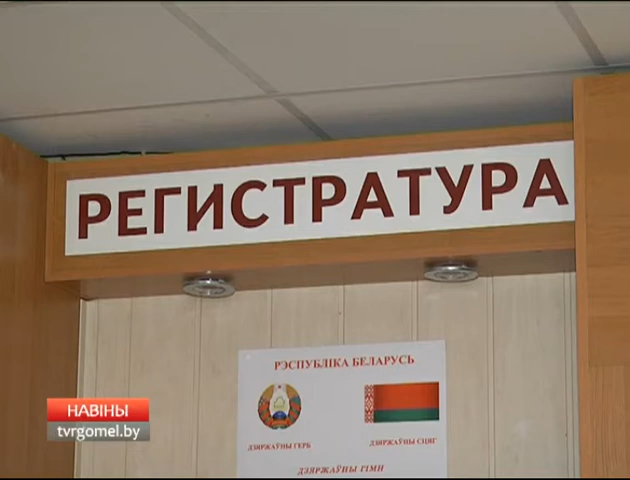 РЕГИСТРАТУРА
РЭСПУБЛІКА БЕЛАРУСЬ
ДЗЯРЖАЎНЫ ГЕРБ
ДЗЯРЖАЎНЫ СЦЯГ
ДЗЯРЖАЎНЫ ГІМН
НАВІНЫ
tvrgomel.by